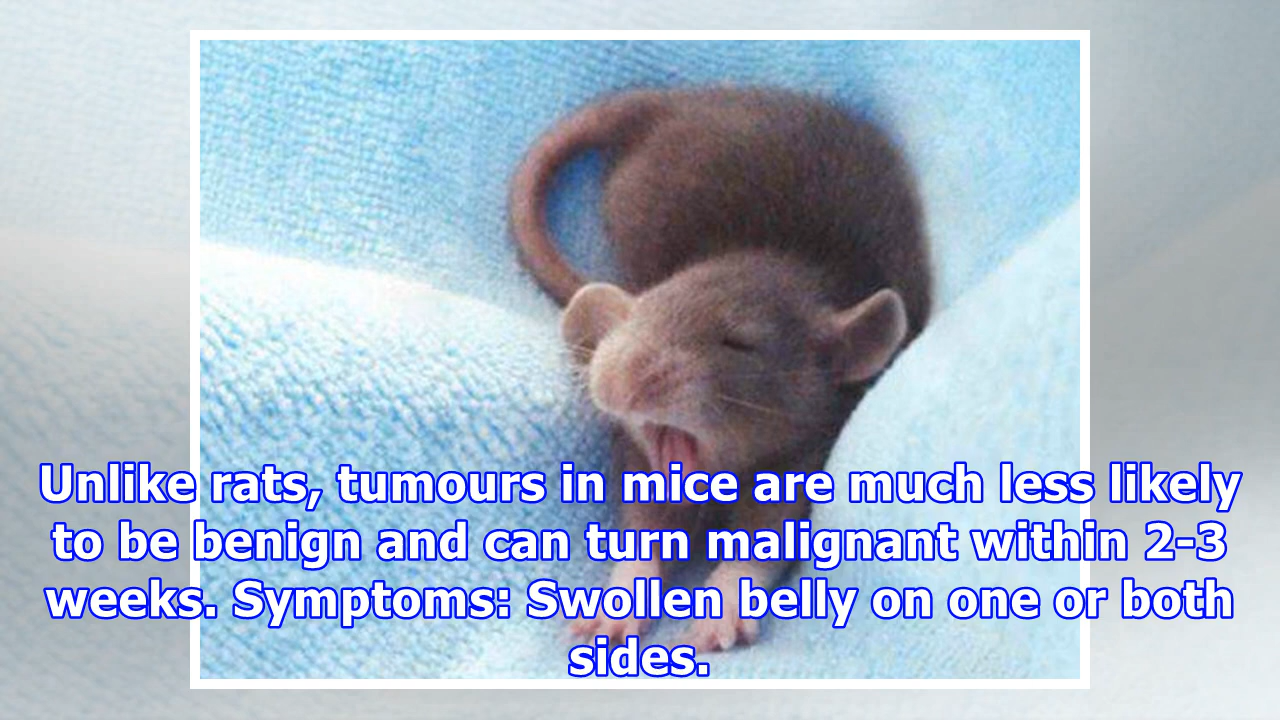 Unlike rats, tumours in mice are much less likely
to be benign and can turn malignant within 2-3
weeks. Symptoms: Swollen belly on one or both
sides.